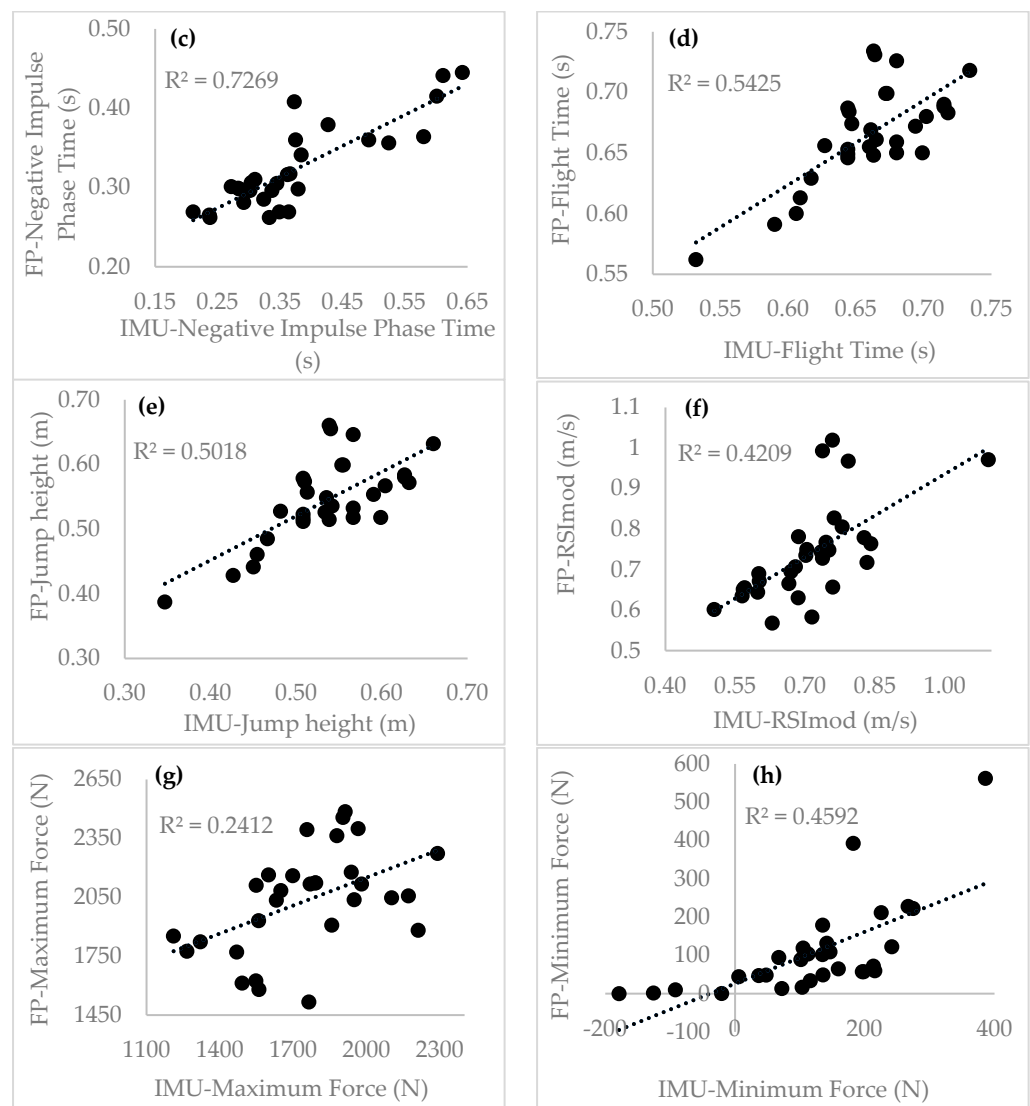 (c)
R² = 0.7269
FP-Negative Impulse
Phase Time (s)
0.50
0.40
0.30
0.20
0.15 0.25 0.35 0.45 0.55 0.65
IMU-Negative Impulse Phase Time
(s)
(d)
R² = 0.5425
FP-Flight Time (s)
0.75
0.70
0.65
0.60
0.55
0.50 0.60 0.70 0.75
IMU-Flight Time (s)
(e)
R² = 0.5018
FP-Jump height (m)
0.70
0.60
0.50
0.40
0.30
0.30 0.40 0.50 0.60 0.70
IMU-Jump height (m)
(f)
R² = 0.4209
FP-RSImod (m/s)
1.1
1
0.9
0.8
0.7
0.6
0.5
0.40 0.55 0.70 0.85 1.00
IMU-RSImod (m/s)
(g)
R² = 0.2412
FP-Maximum Force (N)
2650
2350
2050
1750
1450
1100 1400 1700 2000 2300
IMU-Maximum Force (N)
(h)
R² = 0.4592
FP-Minimum Force (N)
600
500
400
300
200
100
0
-100
-200 0 200 400
IMU-Minimum Force (N)